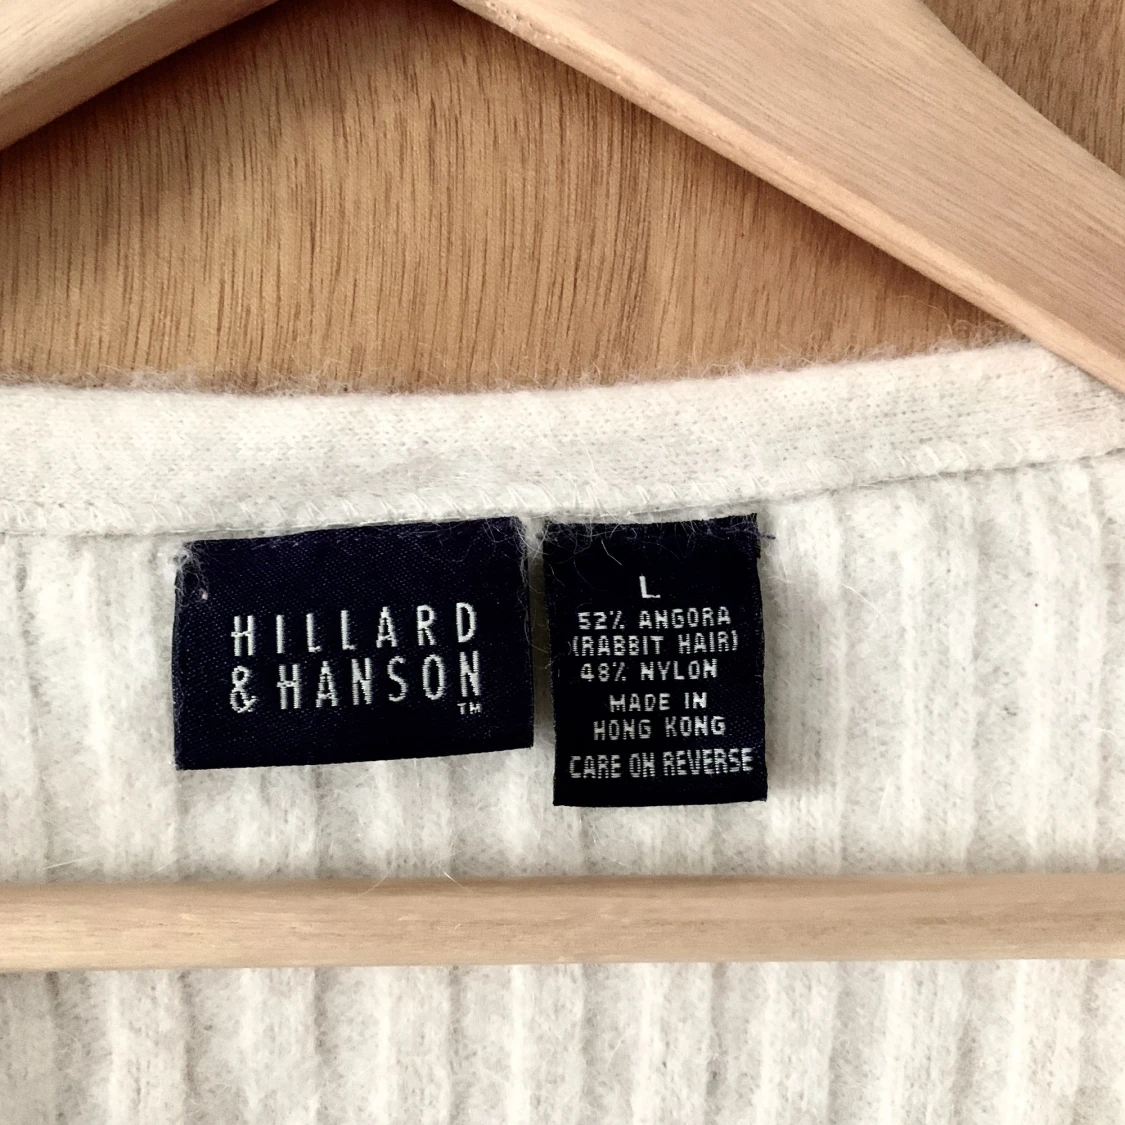 HILLARD
& HANSON
TM
L
52% ANGORA
(RABBIT HAIR)
48% NYLON
MADE IN
HONG KONG
CARE ON REVERSE